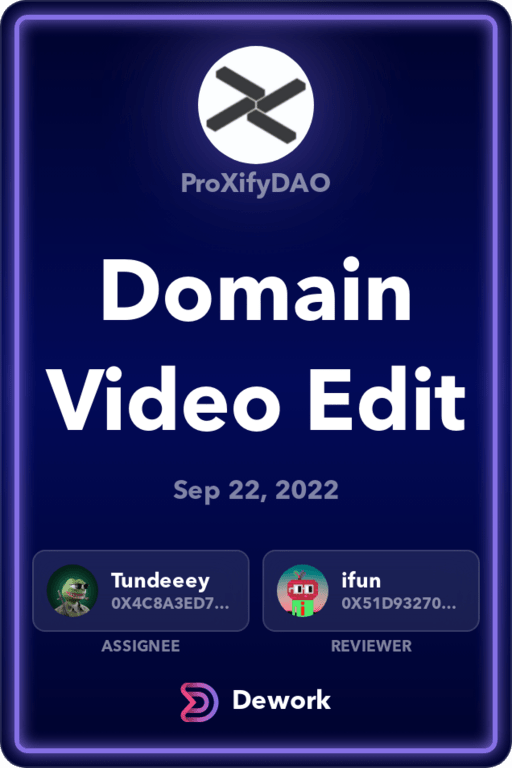 ProXifyDAO
Domain
Video Edit
Sep 22, 2022
Tundeeey
0X4C8A3ED7...
ASSIGNEE
ifun
0X51D93270...
REVIEWER
Dework